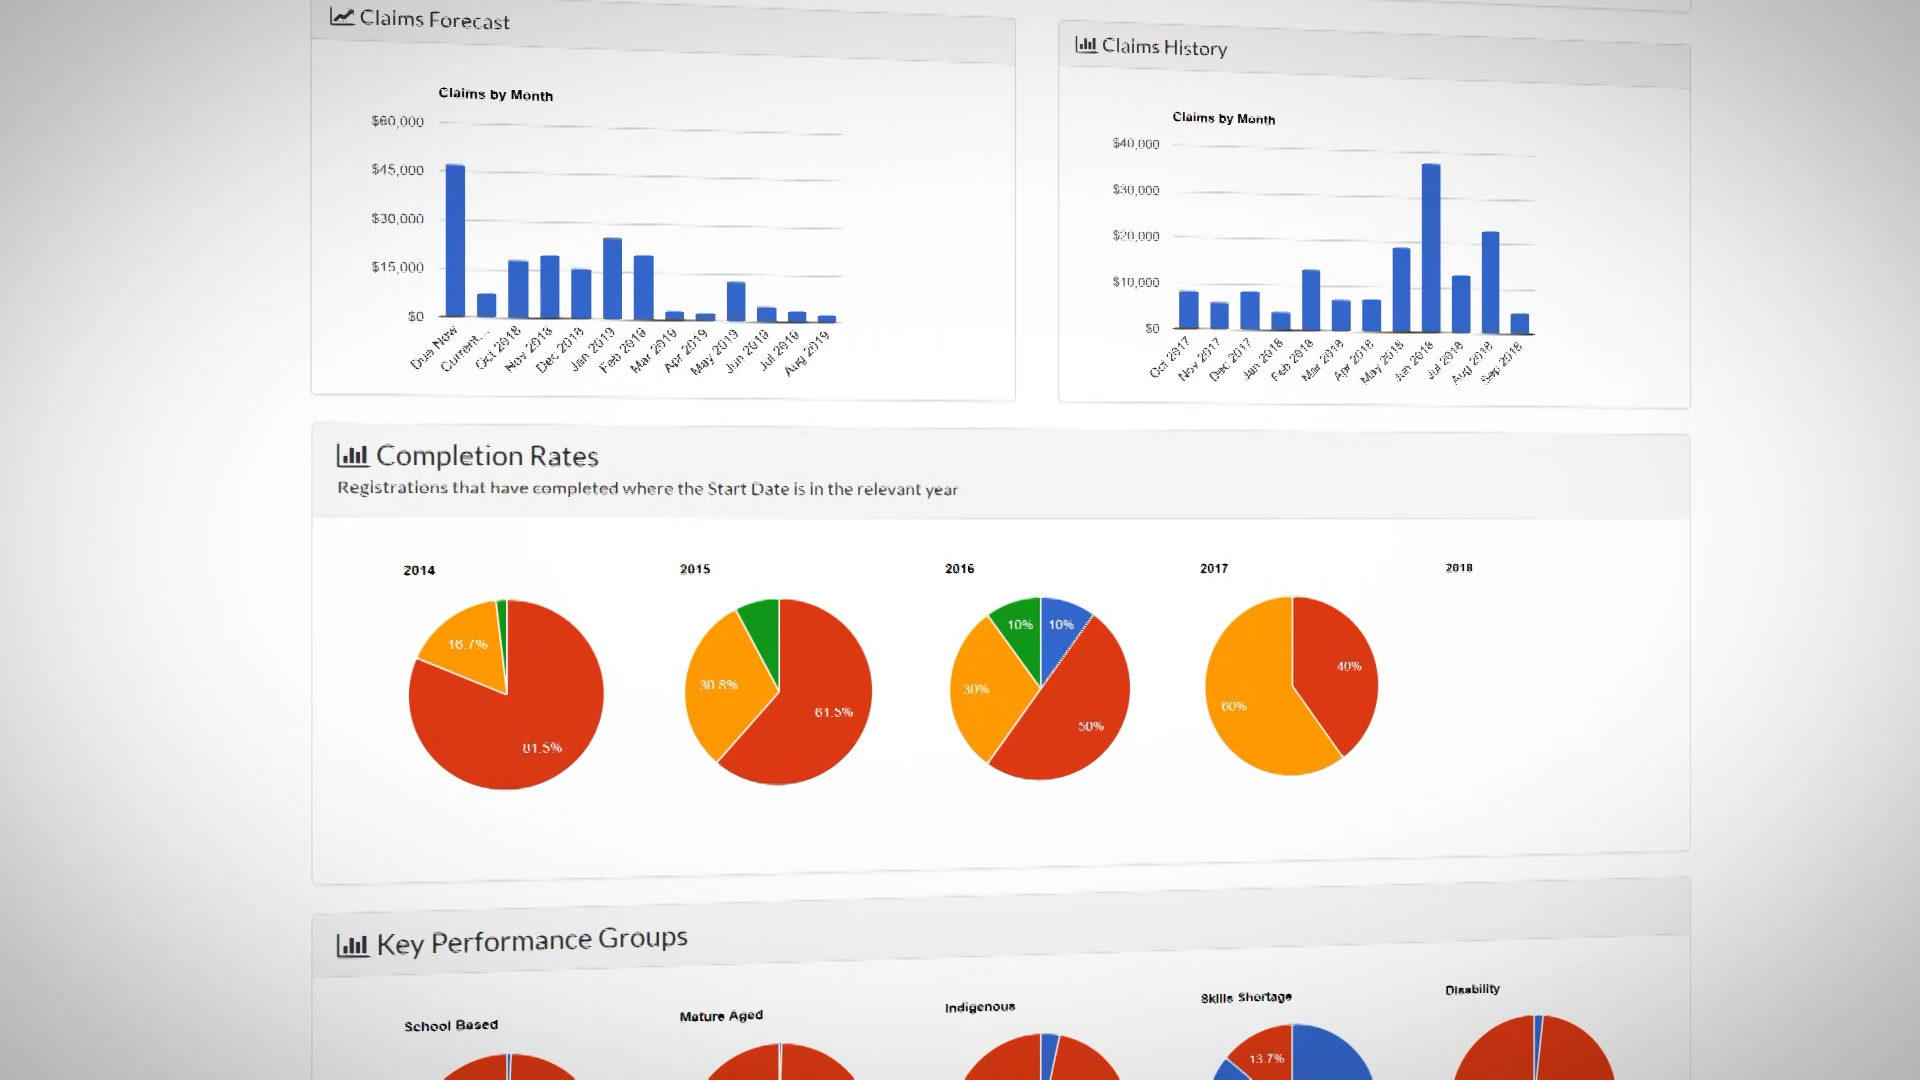 Claims Forecast
Claims by Month
$60,000
$45,000
$30,000
$15,000
$0
Due Now
Current...
Oct 2018
Nov 2018
Dec 2018
Jan 2019
Feb 2019
Mar 2019
Apr 2019
May 2019
Jun 2019
Jul 2019
Aug 2019
Claims History
Claims by Month
$40,000
$30,000
$20,000
$10,000
$0
Oct 2017
Nov 2017
Dec 2017
Jan 2018
Feb 2018
Mar 2018
Apr 2018
May 2018
Jun 2018
Jul 2018
Aug 2018
Sep 2018
Completion Rates
Registrations that have completed where the Start Date is in the relevant year
2014
16.7%
81.5%
2015
30.8%
61.5%
2016
10%
10%
30%
50%
2017
40%
60%
2018
Key Performance Groups
School Based
Mature Aged
Indigenous
Skills Shortage
13.7%
Disability